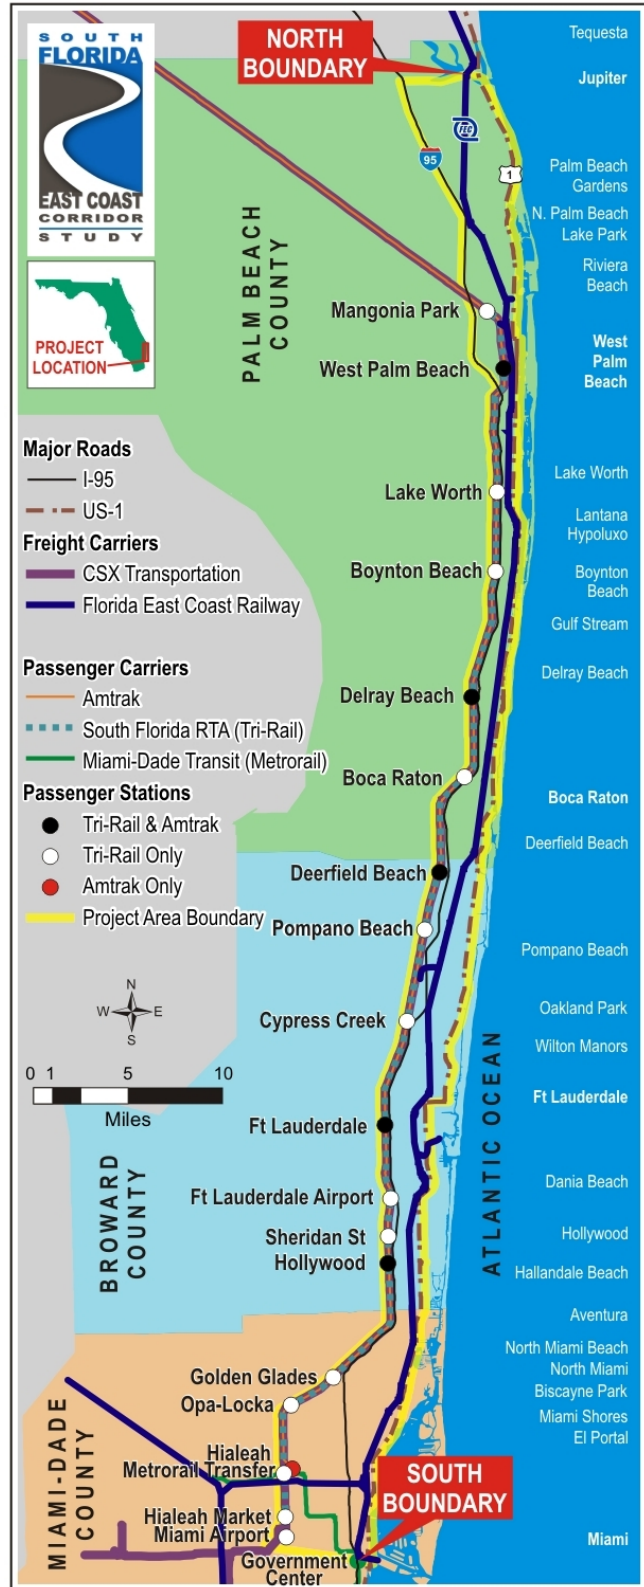 SOUTH
FLORIDA
EAST COAST
CORRIDOR
STUDY
PROJECT
LOCATION
NORTH
BOUNDARY
95
FEC
1
PALM BEACH
COUNTY
Tequesta
Jupiter
Palm Beach
Gardens
N. Palm Beach
Lake Park
Riviera
Beach
West
Palm
Beach
Lake Worth
Lantana
Hypoluxo
Boynton
Beach
Gulf Stream
Delray Beach
Boca Raton
Deerfield Beach
Pompano Beach
Oakland Park
Wilton Manors
Ft Lauderdale
Dania Beach
Hollywood
Hallandale Beach
Aventura
North Miami Beach
North Miami
Biscayne Park
Miami Shores
El Portal
Miami
Mangonia Park
West Palm Beach
Lake Worth
Boynton Beach
Delray Beach
Boca Raton
Deerfield Beach
Pompano Beach
Cypress Creek
Ft Lauderdale
Ft Lauderdale Airport
Sheridan St
Hollywood
Golden Glades
Opa-Locka
Hialeah
Metrorail Transfer
Hialeah Market
Miami Airport
Government
Center
Major Roads
I-95
US-1
Freight Carriers
CSX Transportation
Florida East Coast Railway
Passenger Carriers
Amtrak
South Florida RTA (Tri-Rail)
Miami-Dade Transit (Metrorail)
Passenger Stations
Tri-Rail & Amtrak
Tri-Rail Only
Amtrak Only
Project Area Boundary
N
W E
S
0 1 5 10
Miles
BROWARD
COUNTY
ATLANTIC OCEAN
MIAMI-DADE
COUNTY
SOUTH
BOUNDARY